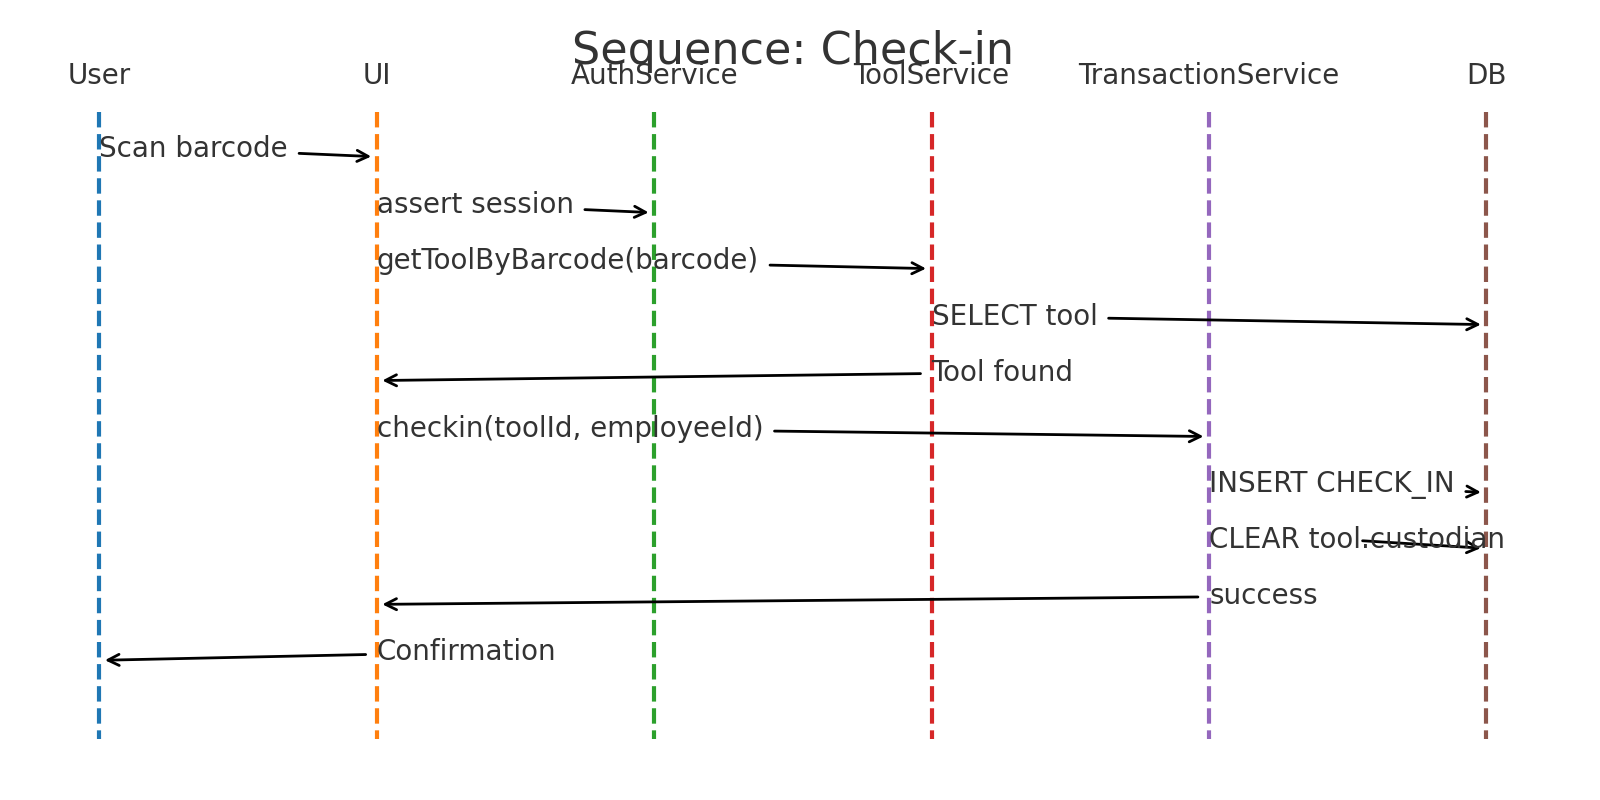 Sequence: Check-in
User UI AuthService ToolService TransactionService DB
Scan barcode
assert session
getToolByBarcode(barcode)
SELECT tool
Tool found
checkin(toolId, employeeId)
INSERT CHECK_IN
CLEAR tool.custodian
success
Confirmation